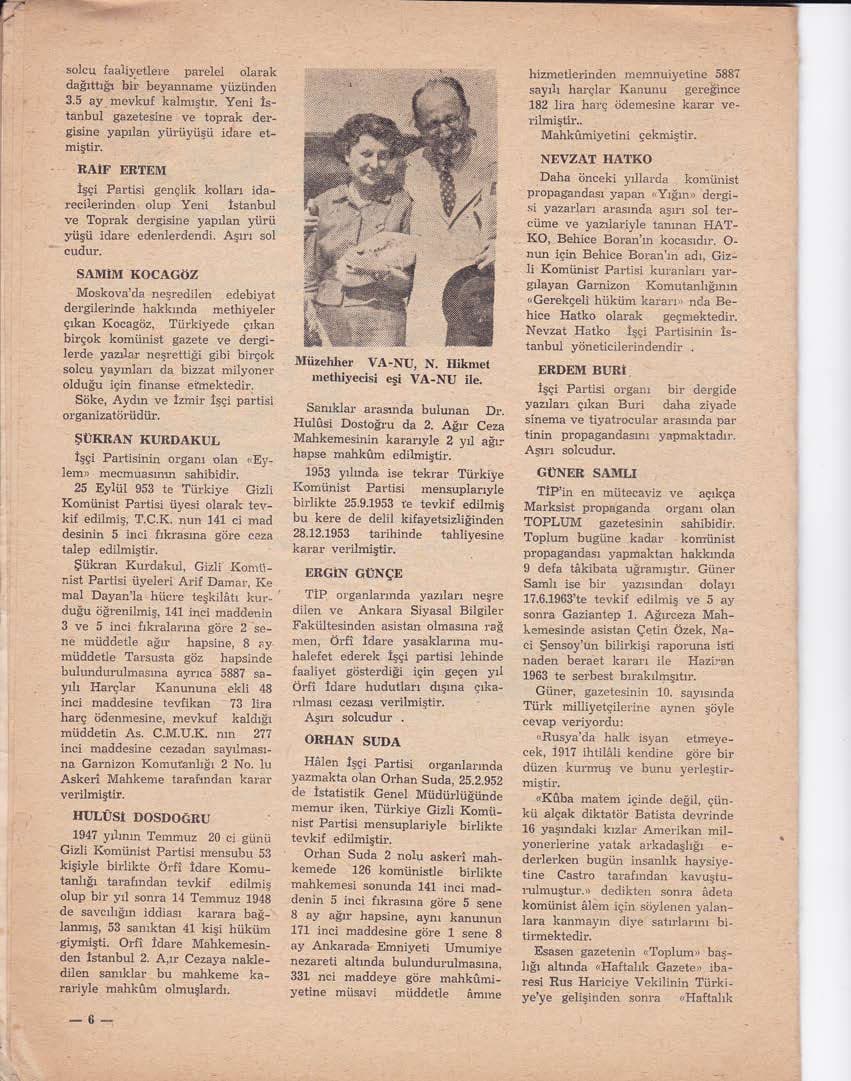 solcu faaliyetlere parelel olarak
dağıttığı bir beyanname yüzünden
3.5 ay mevkuf kalmıştır. Yeni İs-
tanbul gazetesine ve toprak der-
gisine yapılan yürüyüşü idare et-
miştir.
RAİF ERTEM
İşçi Partisi gençlik kolları ida-
recilerinden olup Yeni İstanbul
ve Toprak dergisine yapılan yürü
yüşü idare edenlerdendi. Aşırı sol
cudur.
SAMİM KOCAGÖZ
Moskova'da neşredilen edebiyat
dergilerinde hakkında methiyeler
çıkan Kocagöz, Türkiyede çıkan
birçok komünist gazete ve dergi-
lerde yazılar neşrettiği gibi birçok
solcu yayınları da bizzat milyoner
olduğu için finanse etmektedir.
Söke, Aydın ve İzmir İşçi partisi
organizatörüdür.
ŞÜKRAN KURDAKUL
İşçi Partisinin organı olan «Ey-
lem» mecmuasının sahibidir.
25 Eylül 953 te Türkiye Gizli
Komünist Partisi üyesi olarak tev-
kif edilmiş, T.C.K. nun 141 ci mad
desinin 5 inci fıkrasına göre ceza
talep edilmiştir.
Şükran Kurdakul, Gizli Komü-
nist Partisi üyeleri Arif Damar, Ke
mal Dayan'la hücre teşkilâtı kur-
duğu öğrenilmiş, 141 inci maddenin
3 ve 5 inci fıkralarına göre 2 se-
ne müddetle ağır hapsine, 8 ay
müddetle Tarsusta göz hapsinde
bulundurulmasına ayrıca 5887 sa-
yılı Harçlar Kanununa ekli 48
inci maddesine tevfikan 73 lira
harç ödenmesine, mevkuf kaldığı
müddetin As. C.M.U.K. nın 277
inci maddesine cezadan sayılması-
na Garnizon Komutanlığı 2 No. lu
Askerî Mahkeme tarafından karar
verilmiştir.
HULÛSİ DOSDOĞRU
1947 yılının Temmuz 20 ci günü
Gizli Komünist Partisi mensubu 53
kişiyle birlikte Örfî İdare Komu-
tanlığı tarafından tevkif edilmiş
olup bir yıl sonra 14 Temmuz 1948
de savcılığın iddiası karara bağ-
lanmış, 53 sanıktan 41 kişi hüküm
giymişti. Orfî İdare Mahkemesin-
den İstanbul 2. A,ır Cezaya nakle-
dilen sanıklar bu mahkeme ka-
rariyle mahkûm olmuşlardı.
— 6 —
Müzehher VA-NU, N. Hikmet
methiyecisi eşi VA-NU ile.
Sanıklar arasında bulunan Dr.
Hulûsi Dostoğru da 2. Ağır Ceza
Mahkemesinin kararıyle 2 yıl ağır
hapse mahkûm edilmiştir.
1953 yılında ise tekrar Türkiye
Komünist Partisi mensuplarıyle
birlikte 25.9.1953 te tevkif edilmiş
bu kere de delil kifayetsizliğinden
28.12.1953 tarihinde tahliyesine
karar verilmiştir.
ERGİN GÜNÇE
TİP organlarında yazıları neşre
dilen ve Ankara Siyasal Bilgiler
Fakültesinden asistan olmasına rağ
men, Örfî İdare yasaklarına mu-
halefet ederek İşçi partisi lehinde
faaliyet gösterdiği için geçen yıl
Örfi İdare hudutları dışına çıka-
rılması cezası verilmiştir.
Aşırı solcudur .
ORHAN SUDA
Hâlen İşçi Partisi organlarında
yazmakta olan Orhan Suda, 25.2.952
de İstatistik Genel Müdürlüğünde
memur iken, Türkiye Gizli Komü-
nist Partisi mensuplariyle birlikte
tevkif edilmiştir.
Orhan Suda 2 nolu askerî mah-
kemede 126 komünistle birlikte
mahkemesi sonunda 141 inci mad-
denin 5 inci fıkrasına göre 5 sene
8 ay ağır hapsine, aynı kanunun
171 inci maddesine göre 1 sene 8
ay Ankarada Emniyeti Umumiye
nezareti altında bulundurulmasına,
331 nci maddeye göre mahkûmi-
yetine müsavi müddetle âmme
hizmetlerinden memnuiyetine 5887
sayılı harçlar Kanunu gereğince
182 lira harç ödemesine karar ve-
rilmiştir..
Mahkûmiyetini çekmiştir.
NEVZAT HATKO
Daha önceki yıllarda komünist
propagandası yapan «Yığın» dergi-
si yazarları arasında aşırı sol ter-
cüme ve yazılariyle tanınan HAT-
KO, Behice Boran'ın kocasıdır. O-
nun için Behice Boran'ın adı, Giz-
li Komünist Partisi kuranları yar-
gılayan Garnizon Komutanlığının
«Gerekçeli hüküm kararı» nda Be-
hice Hatko olarak geçmektedir.
Nevzat Hatko İşçi Partisinin İs-
tanbul yöneticilerindendir .
ERDEM BURİ
İşçi Partisi organı bir dergide
yazıları çıkan Buri daha ziyade
sinema ve tiyatrocular arasında par
tinin propagandasını yapmaktadır.
Aşırı solcudur.
GÜNER SAMLI
TİP'in en mütecaviz ve açıkça
Marksist propaganda organı olan
TOPLUM gazetesinin sahibidir.
Toplum bugüne kadar komünist
propagandası yapmaktan hakkında
9 defa tâkibata uğramıştır. Güner
Samlı ise bir yazısından dolayı
17.6.1963'te tevkif edilmiş ve 5 ay
sonra Gaziantep 1. Ağırceza Mah-
kemesinde asistan Çetin Özek, Na-
ci Şensoy'un bilirkişi raporuna isti
naden beraet kararı ile Haziran
1963 te serbest bırakılmıştır.
Güner, gazetesinin 10. sayısında
Türk milliyetçilerine aynen şöyle
cevap veriyordu:
«Rusya'da halk isyan etmeye-
cek, 1917 ihtilâli kendine göre bir
düzen kurmuş ve bunu yerleştir-
miştir.
«Küba matem içinde değil, çün-
kü alçak diktatör Batista devrinde
16 yaşındaki kızlar Amerikan mil-
yonerlerine yatak arkadaşlığı e-
derlerken bugün insanlık haysiye-
tine Castro tarafından kavuştu-
rulmuştur.» dedikten sonra âdeta
komünist âlem için söylenen yalan-
lara kanmayın diye satırlarını bi-
tirmektedir.
Esasen gazetenin «Toplum» baş-
lığı altında «Haftalık Gazete» iba-
resi Rus Hariciye Vekilinin Türki-
ye'ye gelişinden sonra «Haftalık